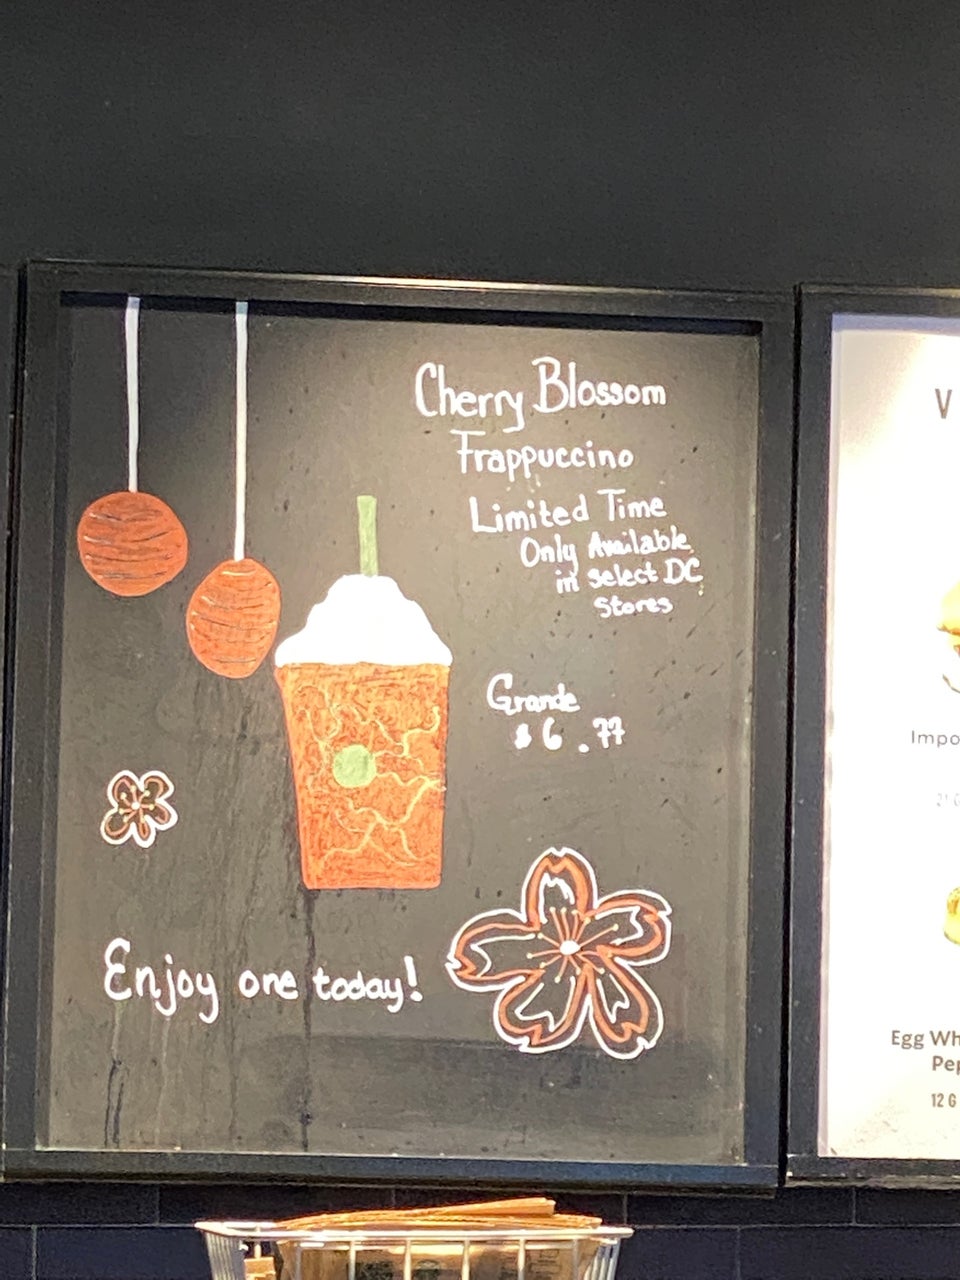 Cherry Blossom
Frappuccino
Limited Time
Only Available
in select DC
Stores
Grande
$6.77
Enjoy one today!
V
Impo
Egg Wh
Pep
12 G